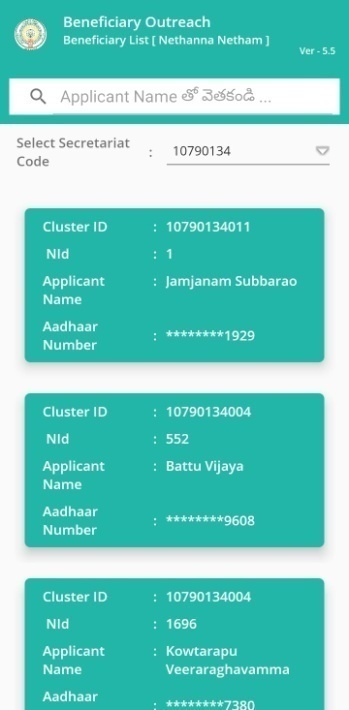 Beneficiary Outreach
Beneficiary List [ Nethanna Netham ]
Ver - 5.5
Applicant Name తో వెతకండి ...
Select Secretariat
Code
: 10790134
Cluster ID : 10790134011
NId : 1
Applicant : Jamjanam Subbarao
Name
Aadhaar
Number : ********1929
Cluster ID : 10790134004
NId : 552
Applicant : Battu Vijaya
Name
Aadhaar
Number : ********9608
Cluster ID : 10790134004
NId : 1696
Applicant : Kowtarapu
Name Veeraraghavamma
Aadhaar
: ********7380